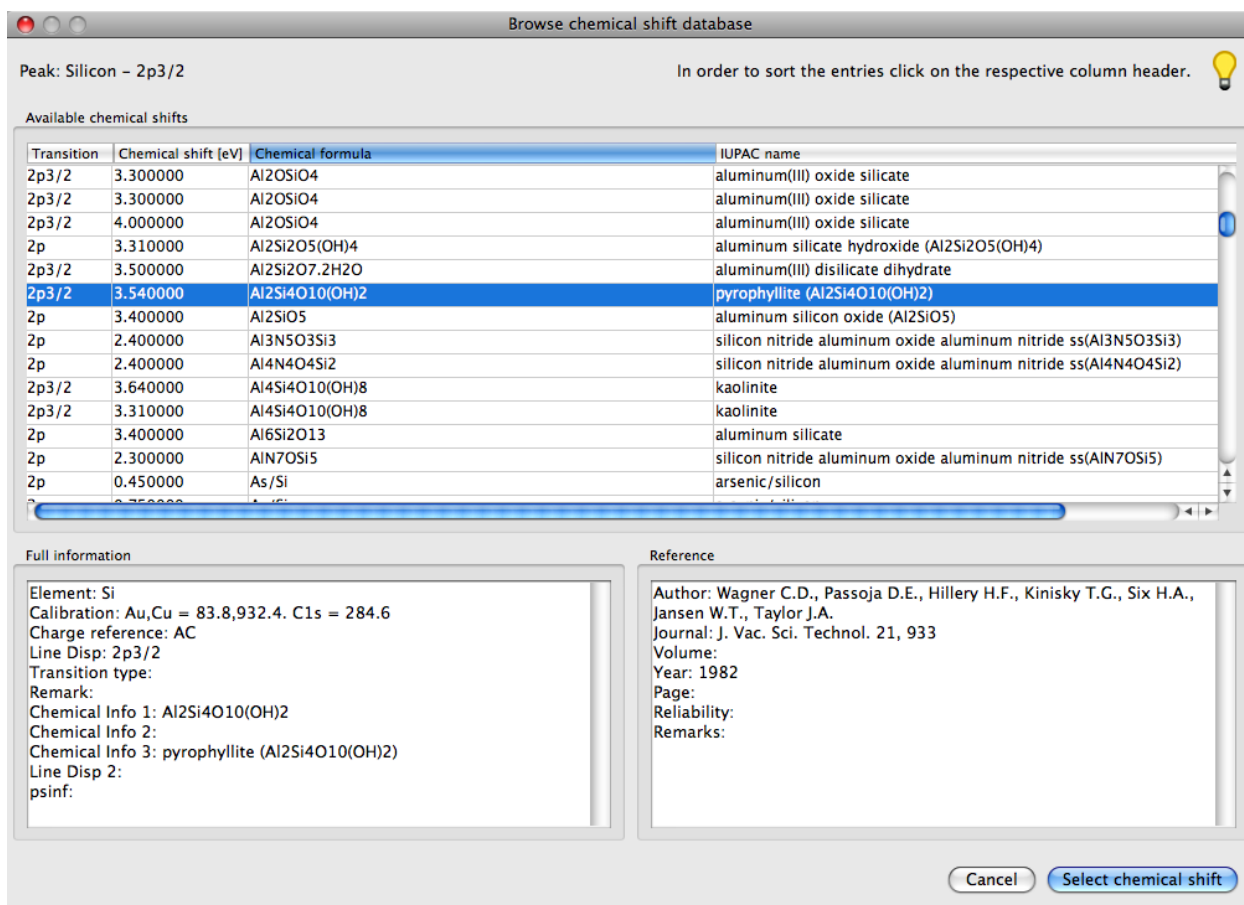 Browse chemical shift database
Peak: Silicon – 2p3/2 In order to sort the entries click on the respective column header.
Available chemical shifts
Transition Chemical shift [eV] Chemical formula IUPAC name
2p3/2 3.300000 Al2OSiO4 aluminum(III) oxide silicate
2p3/2 3.300000 Al2OSiO4 aluminum(III) oxide silicate
2p3/2 4.000000 Al2OSiO4 aluminum(III) oxide silicate
2p 3.310000 Al2Si2O5(OH)4 aluminum silicate hydroxide (Al2Si2O5(OH)4)
2p3/2 3.500000 Al2Si2O7.2H2O aluminum(III) disilicate dihydrate
2p3/2 3.540000 Al2Si4O10(OH)2 pyrophyllite (Al2Si4O10(OH)2)
2p 3.400000 Al2SiO5 aluminum silicon oxide (Al2SiO5)
2p 2.400000 Al3N5O3Si3 silicon nitride aluminum oxide aluminum nitride ss(Al3N5O3Si3)
2p 2.400000 Al4N4O4Si2 silicon nitride aluminum oxide aluminum nitride ss(Al4N4O4Si2)
2p3/2 3.640000 Al4Si4O10(OH)8 kaolinite
2p3/2 3.310000 Al4Si4O10(OH)8 kaolinite
2p 3.400000 Al6Si2O13 aluminum silicate
2p 2.300000 AlN7OSi5 silicon nitride aluminum oxide aluminum nitride ss(AlN7OSi5)
2p 0.450000 As/Si arsenic/silicon
Full information
Element: Si
Calibration: Au,Cu = 83.8,932.4. C1s = 284.6
Charge reference: AC
Line Disp: 2p3/2
Transition type:
Remark:
Chemical Info 1: Al2Si4O10(OH)2
Chemical Info 2:
Chemical Info 3: pyrophyllite (Al2Si4O10(OH)2)
Line Disp 2:
psinf:
Reference
Author: Wagner C.D., Passoja D.E., Hillery H.F., Kinisky T.G., Six H.A.,
Jansen W.T., Taylor J.A.
Journal: J. Vac. Sci. Technol. 21, 933
Volume:
Year: 1982
Page:
Reliability:
Remarks:
Cancel Select chemical shift